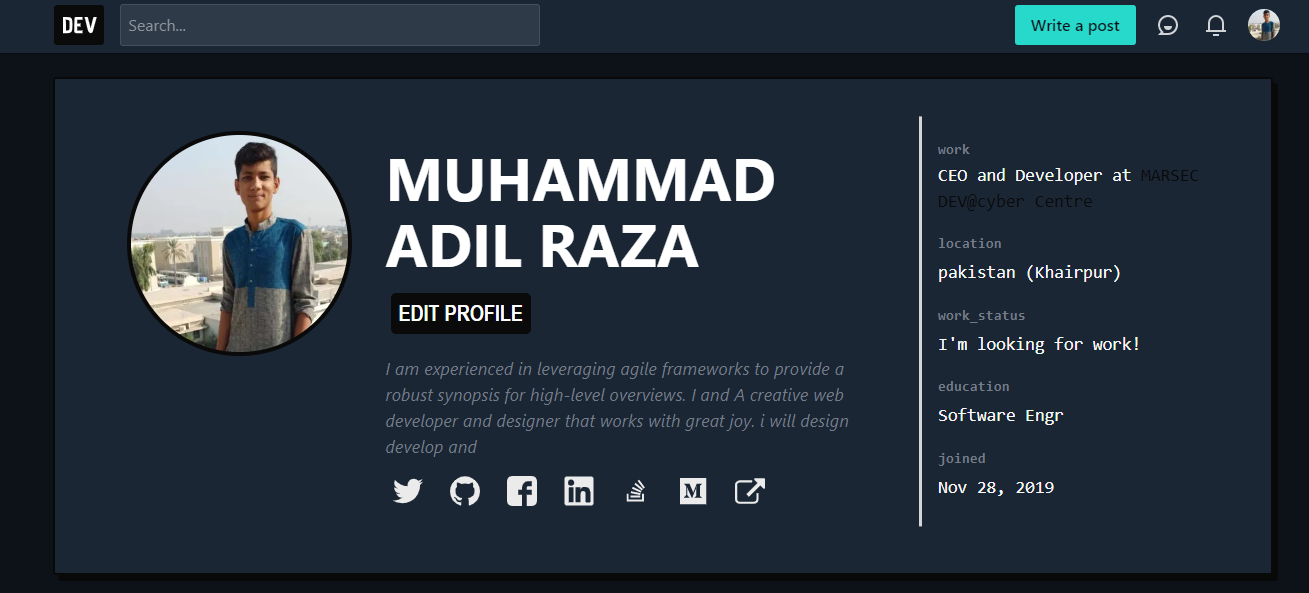 DEV
Search...
Write a post
MUHAMMAD
ADIL RAZA
EDIT PROFILE
I am experienced in leveraging agile frameworks to provide a
robust synopsis for high-level overviews. I and A creative web
developer and designer that works with great joy. i will design
develop and
in
M
work
CEO and Developer at MARSEC
DEV@cyber Centre
location
pakistan (Khairpur)
work_status
I'm looking for work!
education
Software Engr
joined
Nov 28, 2019